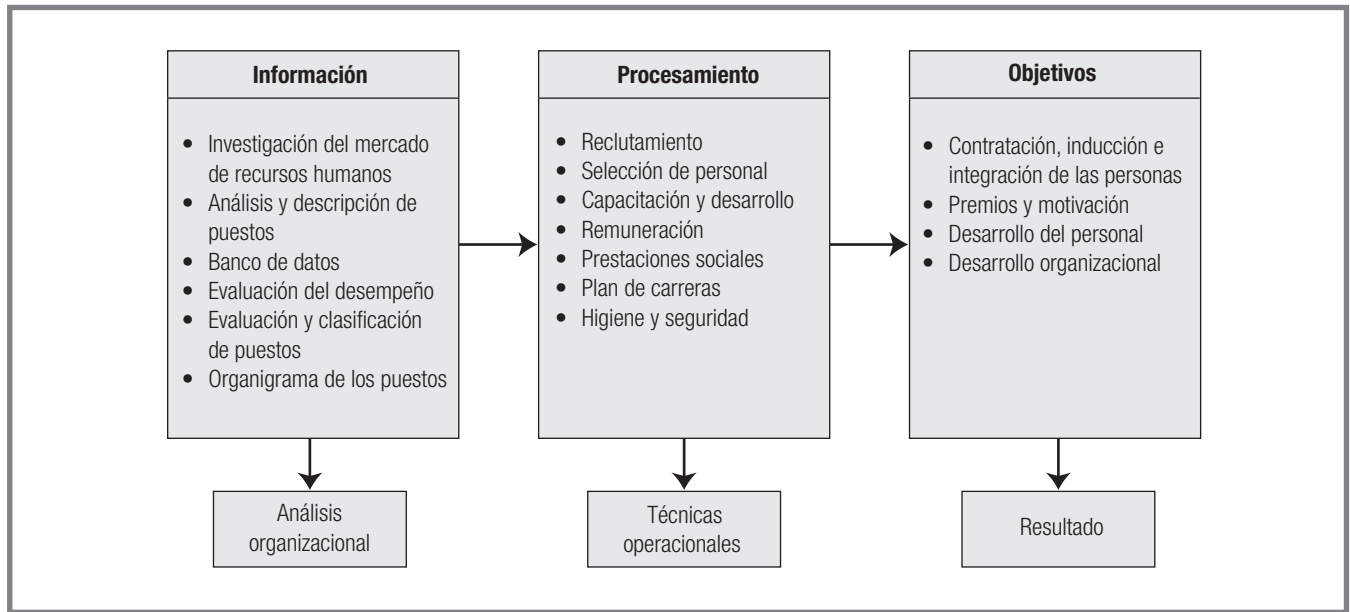 Información
• Investigación del mercado
de recursos humanos
• Análisis y descripción de
puestos
• Banco de datos
• Evaluación del desempeño
• Evaluación y clasificación
de puestos
• Organigrama de los puestos
Análisis
organizacional
Procesamiento
• Reclutamiento
• Selección de personal
• Capacitación y desarrollo
• Remuneración
• Prestaciones sociales
• Plan de carreras
• Higiene y seguridad
Técnicas
operacionales
Objetivos
• Contratación, inducción e
integración de las personas
• Premios y motivación
• Desarrollo del personal
• Desarrollo organizacional
Resultado